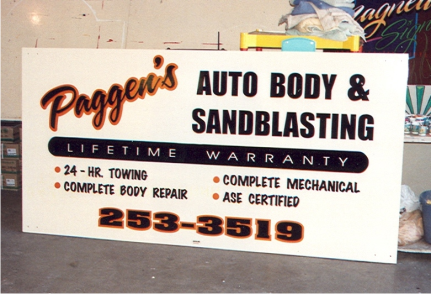 Paggen's
AUTO BODY &
SANDBLASTING
LIFETIME WARRANTY
• 24-HR. TOWING
• COMPLETE BODY REPAIR
• COMPLETE MECHANICAL
• ASE CERTIFIED
253-3519